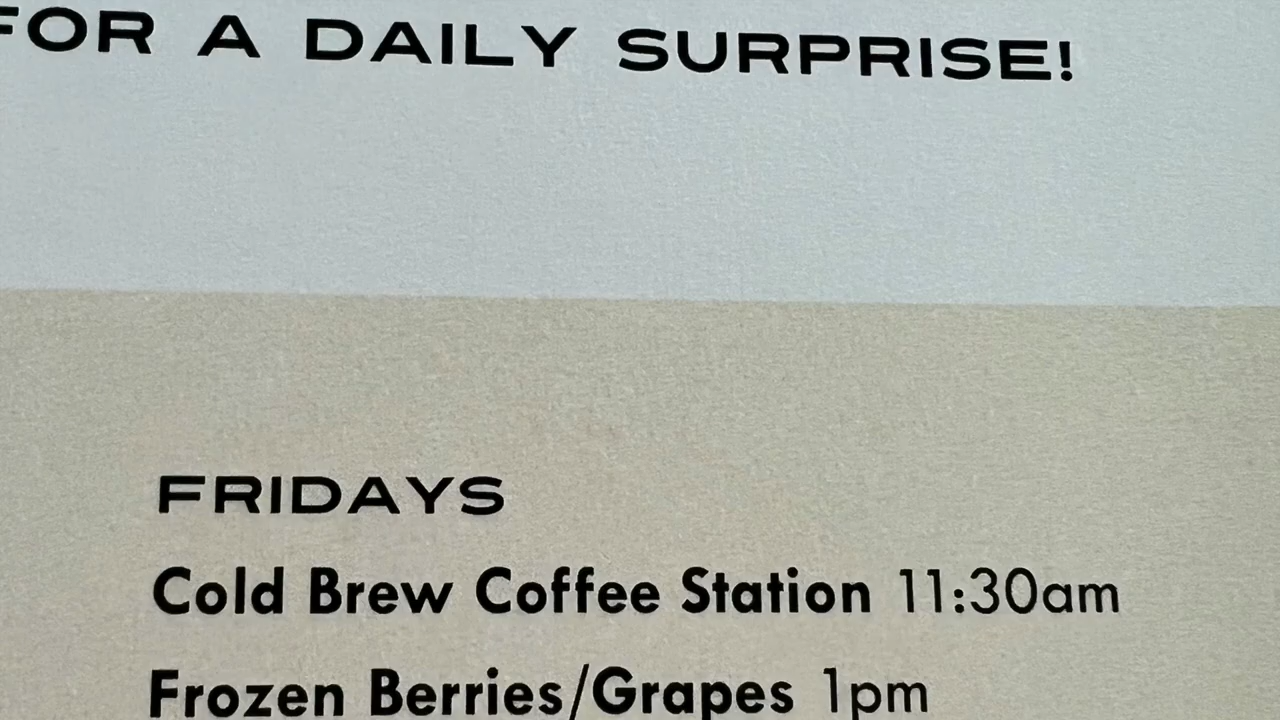 FOR A DAILY SURPRISE!
FRIDAYS
Cold Brew Coffee Station 11:30am
Frozen Berries/Grapes 1pm